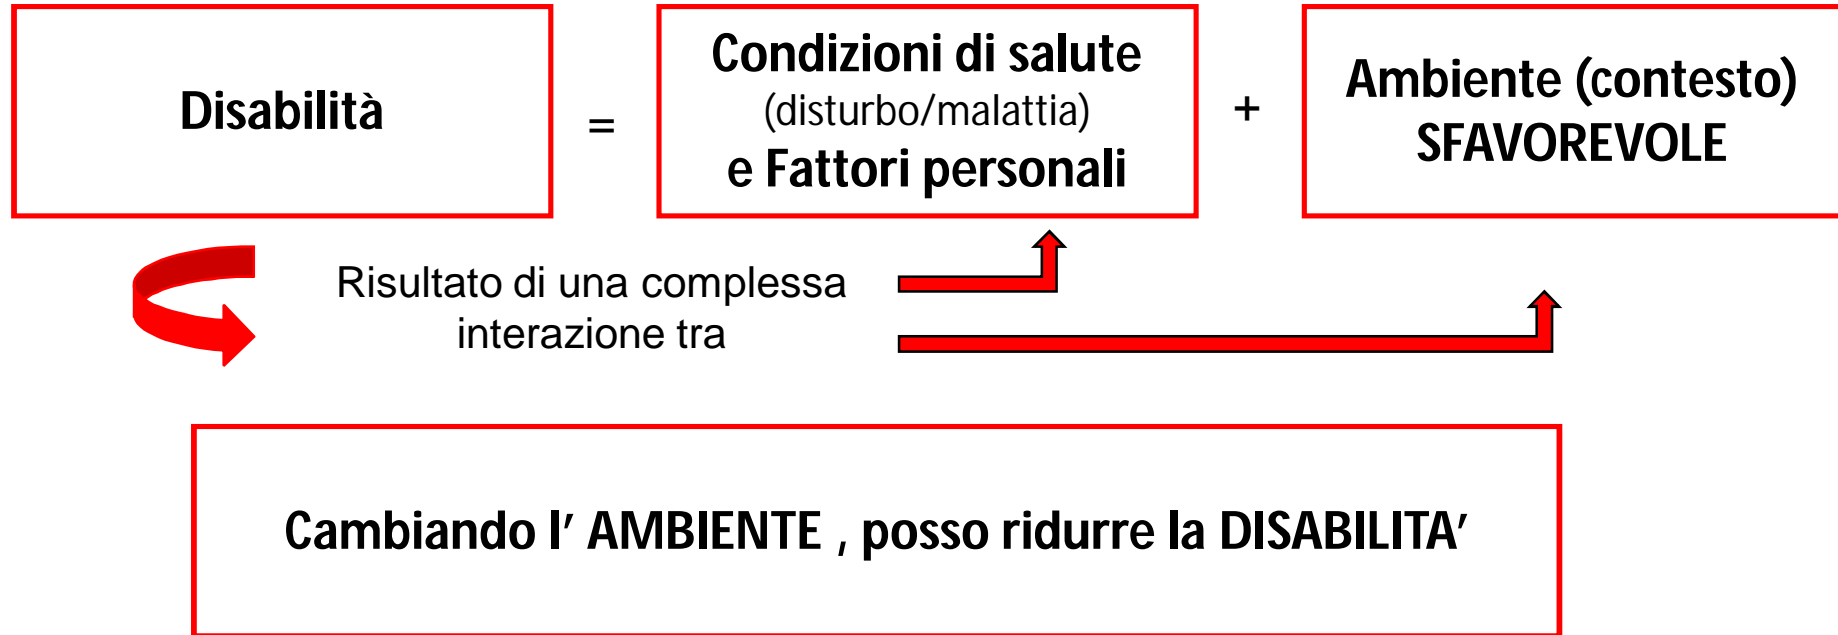 Disabilità
=
Condizioni di salute
(disturbo/malattia)
e Fattori personali
+
Ambiente (contesto)
SFAVOREVOLE
Risultato di una complessa
interazione tra
Cambiando l’ AMBIENTE , posso ridurre la DISABILITA’